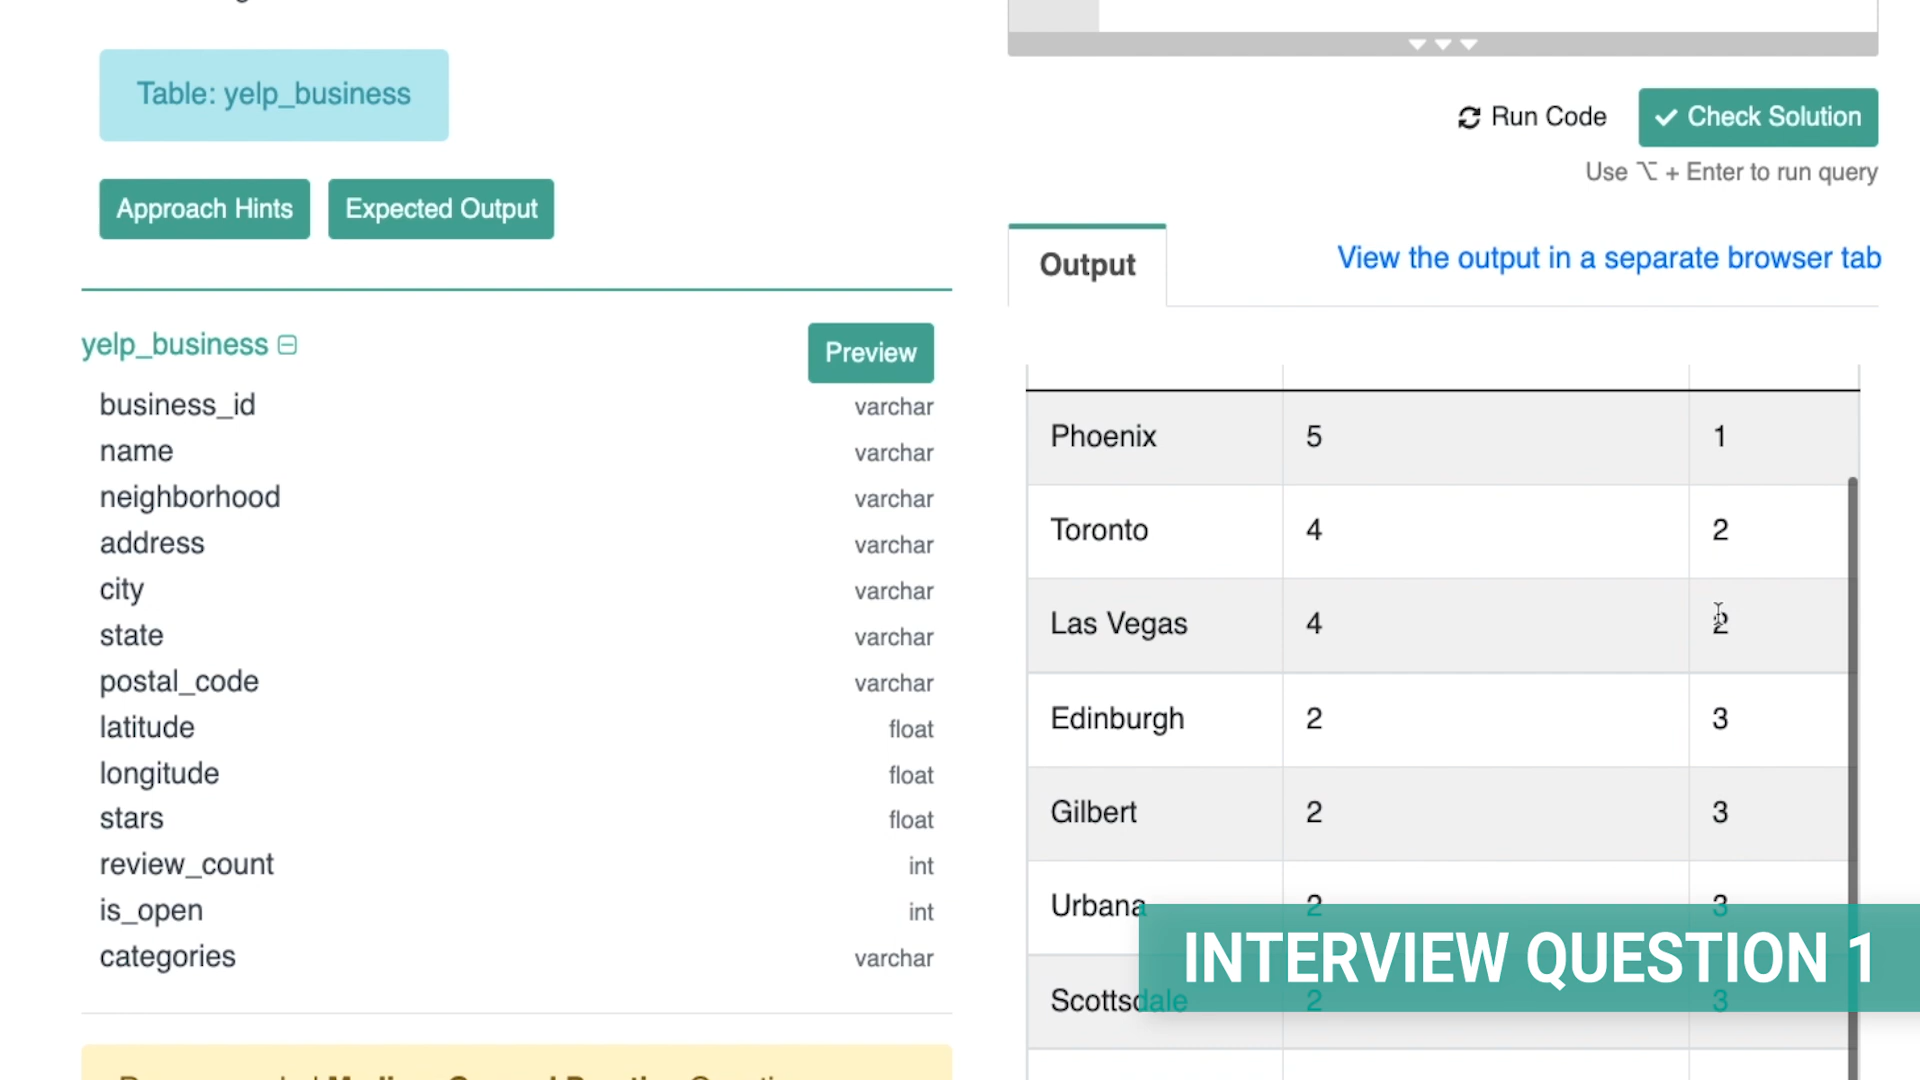 Table: yelp_business
Approach Hints
Expected Output
yelp_business
Preview
business_id varchar
name varchar
neighborhood varchar
address varchar
city varchar
state varchar
postal_code varchar
latitude float
longitude float
stars float
review_count int
is_open int
categories varchar
Run Code
Check Solution
Use ⌥ + Enter to run query
Output
View the output in a separate browser tab
Phoenix 5 1
Toronto 4 2
Las Vegas 4 2
Edinburgh 2 3
Gilbert 2 3
Urbana 2 3
Scottsdale 2 3
INTERVIEW QUESTION 1